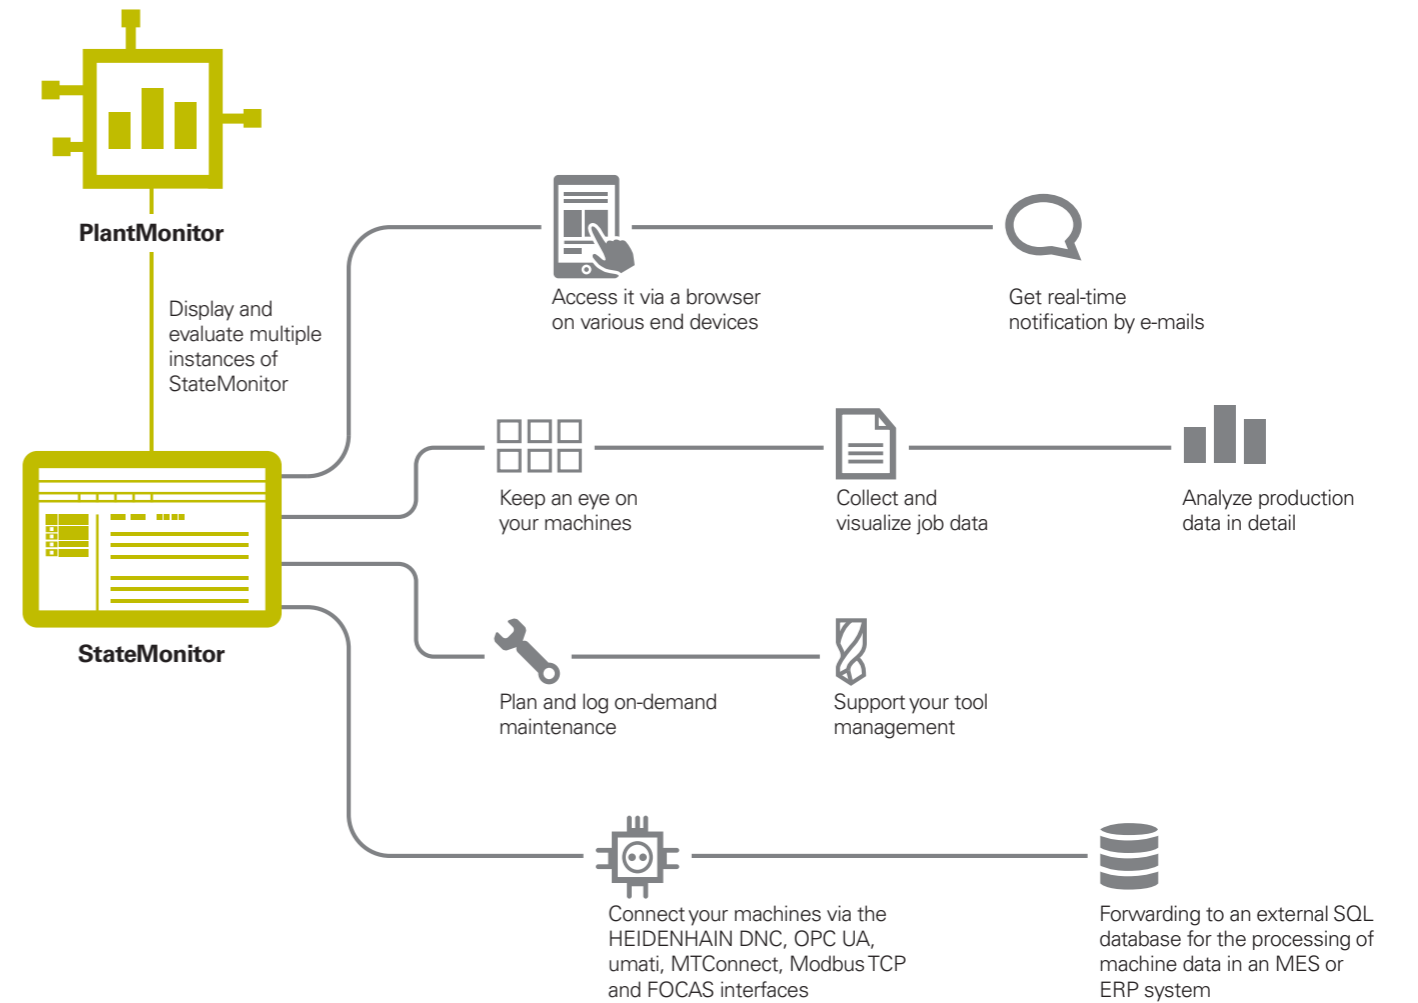 PlantMonitor
Display and
evaluate multiple
instances of
StateMonitor
StateMonitor
Access it via a browser
on various end devices
Get real-time
notification by e-mails
Keep an eye on
your machines
Collect and
visualize job data
Analyze production
data in detail
Plan and log on-demand
maintenance
Support your tool
management
Connect your machines via the
HEIDENHAIN DNC, OPC UA,
umati, MTConnect, Modbus TCP
and FOCAS interfaces
Forwarding to an external SQL
database for the processing of
machine data in an MES or
ERP system